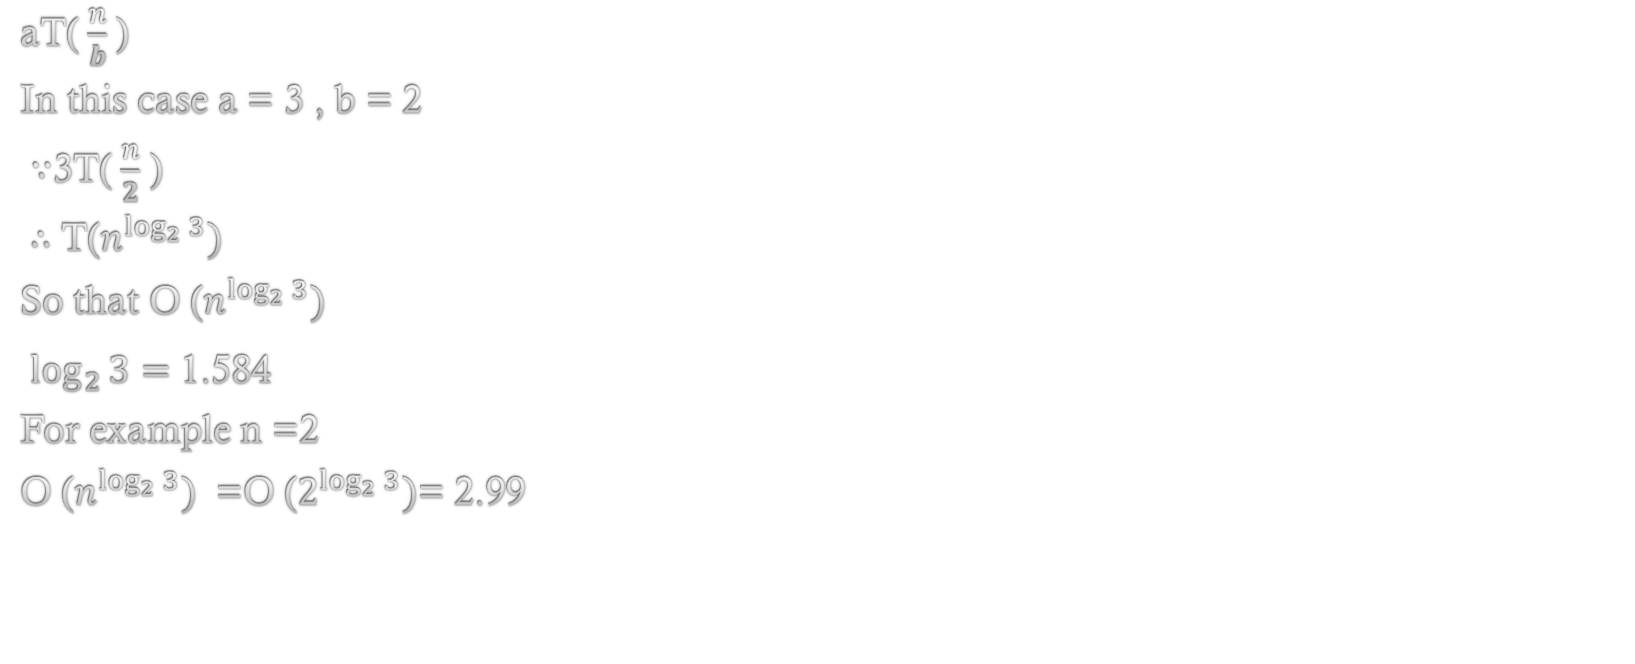 aT(n/b)
In this case a = 3 , b = 2
∵3T(n/2)
∴ T(n^log₂ 3)
So that O (n^log₂ 3)
log₂ 3 = 1.584
For example n =2
O (n^log₂ 3) =O (2^log₂ 3)= 2.99